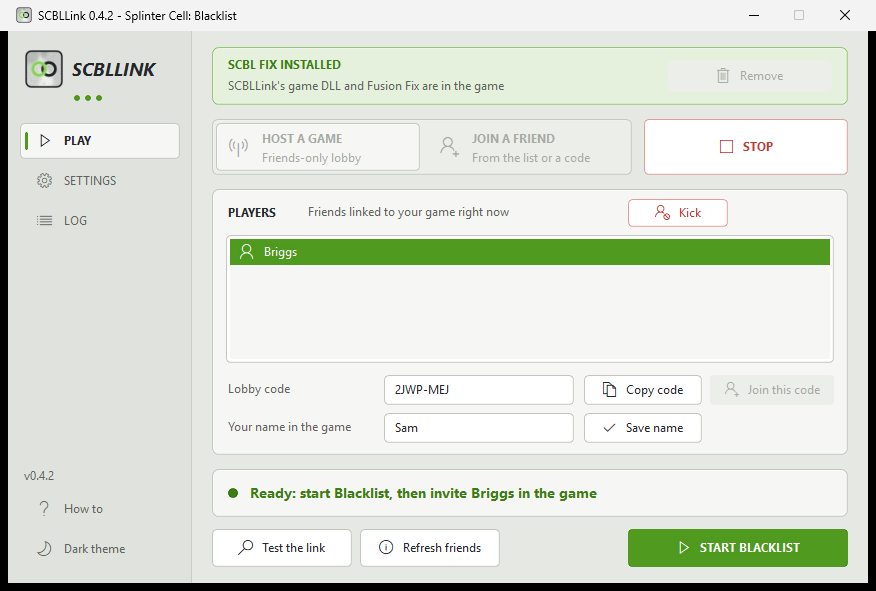 SCBLLink 0.4.2 - Splinter Cell: Blacklist
SCBLLINK
PLAY
SETTINGS
LOG
v0.4.2
How to
Dark theme
SCBL FIX INSTALLED
SCBLLink's game DLL and Fusion Fix are in the game
Remove
HOST A GAME
Friends-only lobby
JOIN A FRIEND
From the list or a code
STOP
PLAYERS
Friends linked to your game right now
Kick
Briggs
Lobby code
2JWP-MEJ
Copy code
Join this code
Your name in the game
Sam
Save name
Ready: start Blacklist, then invite Briggs in the game
Test the link
Refresh friends
START BLACKLIST